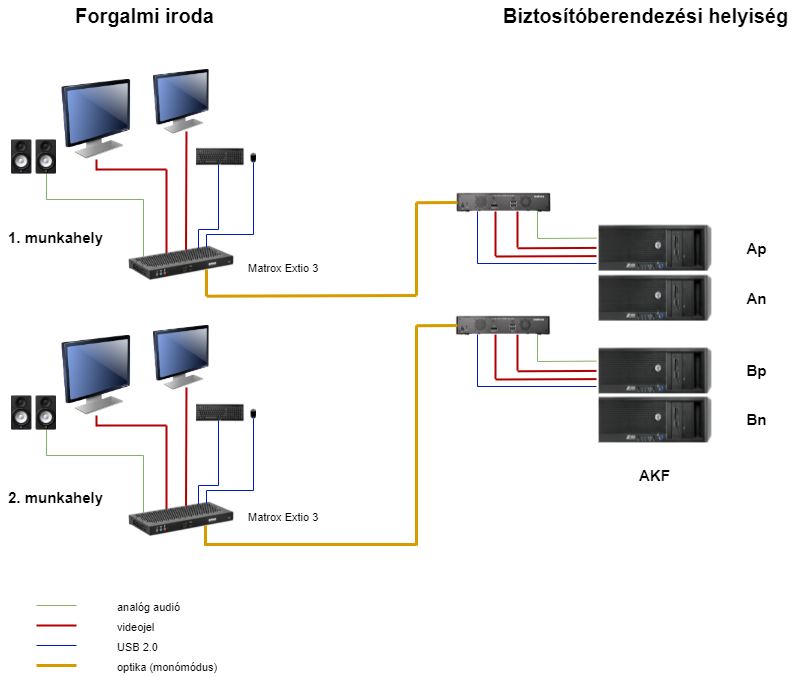 Forgalmi iroda
Biztosítóberendezési helyiség
1. munkahely
Matrox Extio 3
Ap
An
Bp
Bn
AKF
2. munkahely
Matrox Extio 3
analóg audió
videojel
USB 2.0
optika (monómódus)